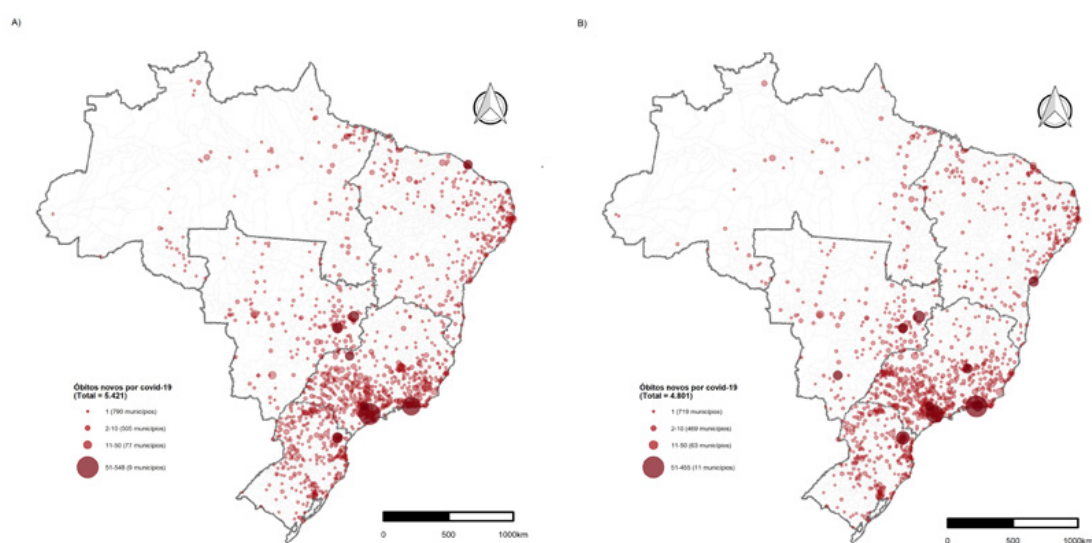 A)
Óbitos novos por covid-19
(Total = 5.421)
1 (790 municípios)
2-10 (505 municípios)
11-50 (77 municípios)
51-548 (9 municípios)
0 500 1000km
B)
Óbitos novos por covid-19
(Total = 4.801)
1 (719 municípios)
2-10 (469 municípios)
11-50 (63 municípios)
51-455 (11 municípios)
0 500 1000km